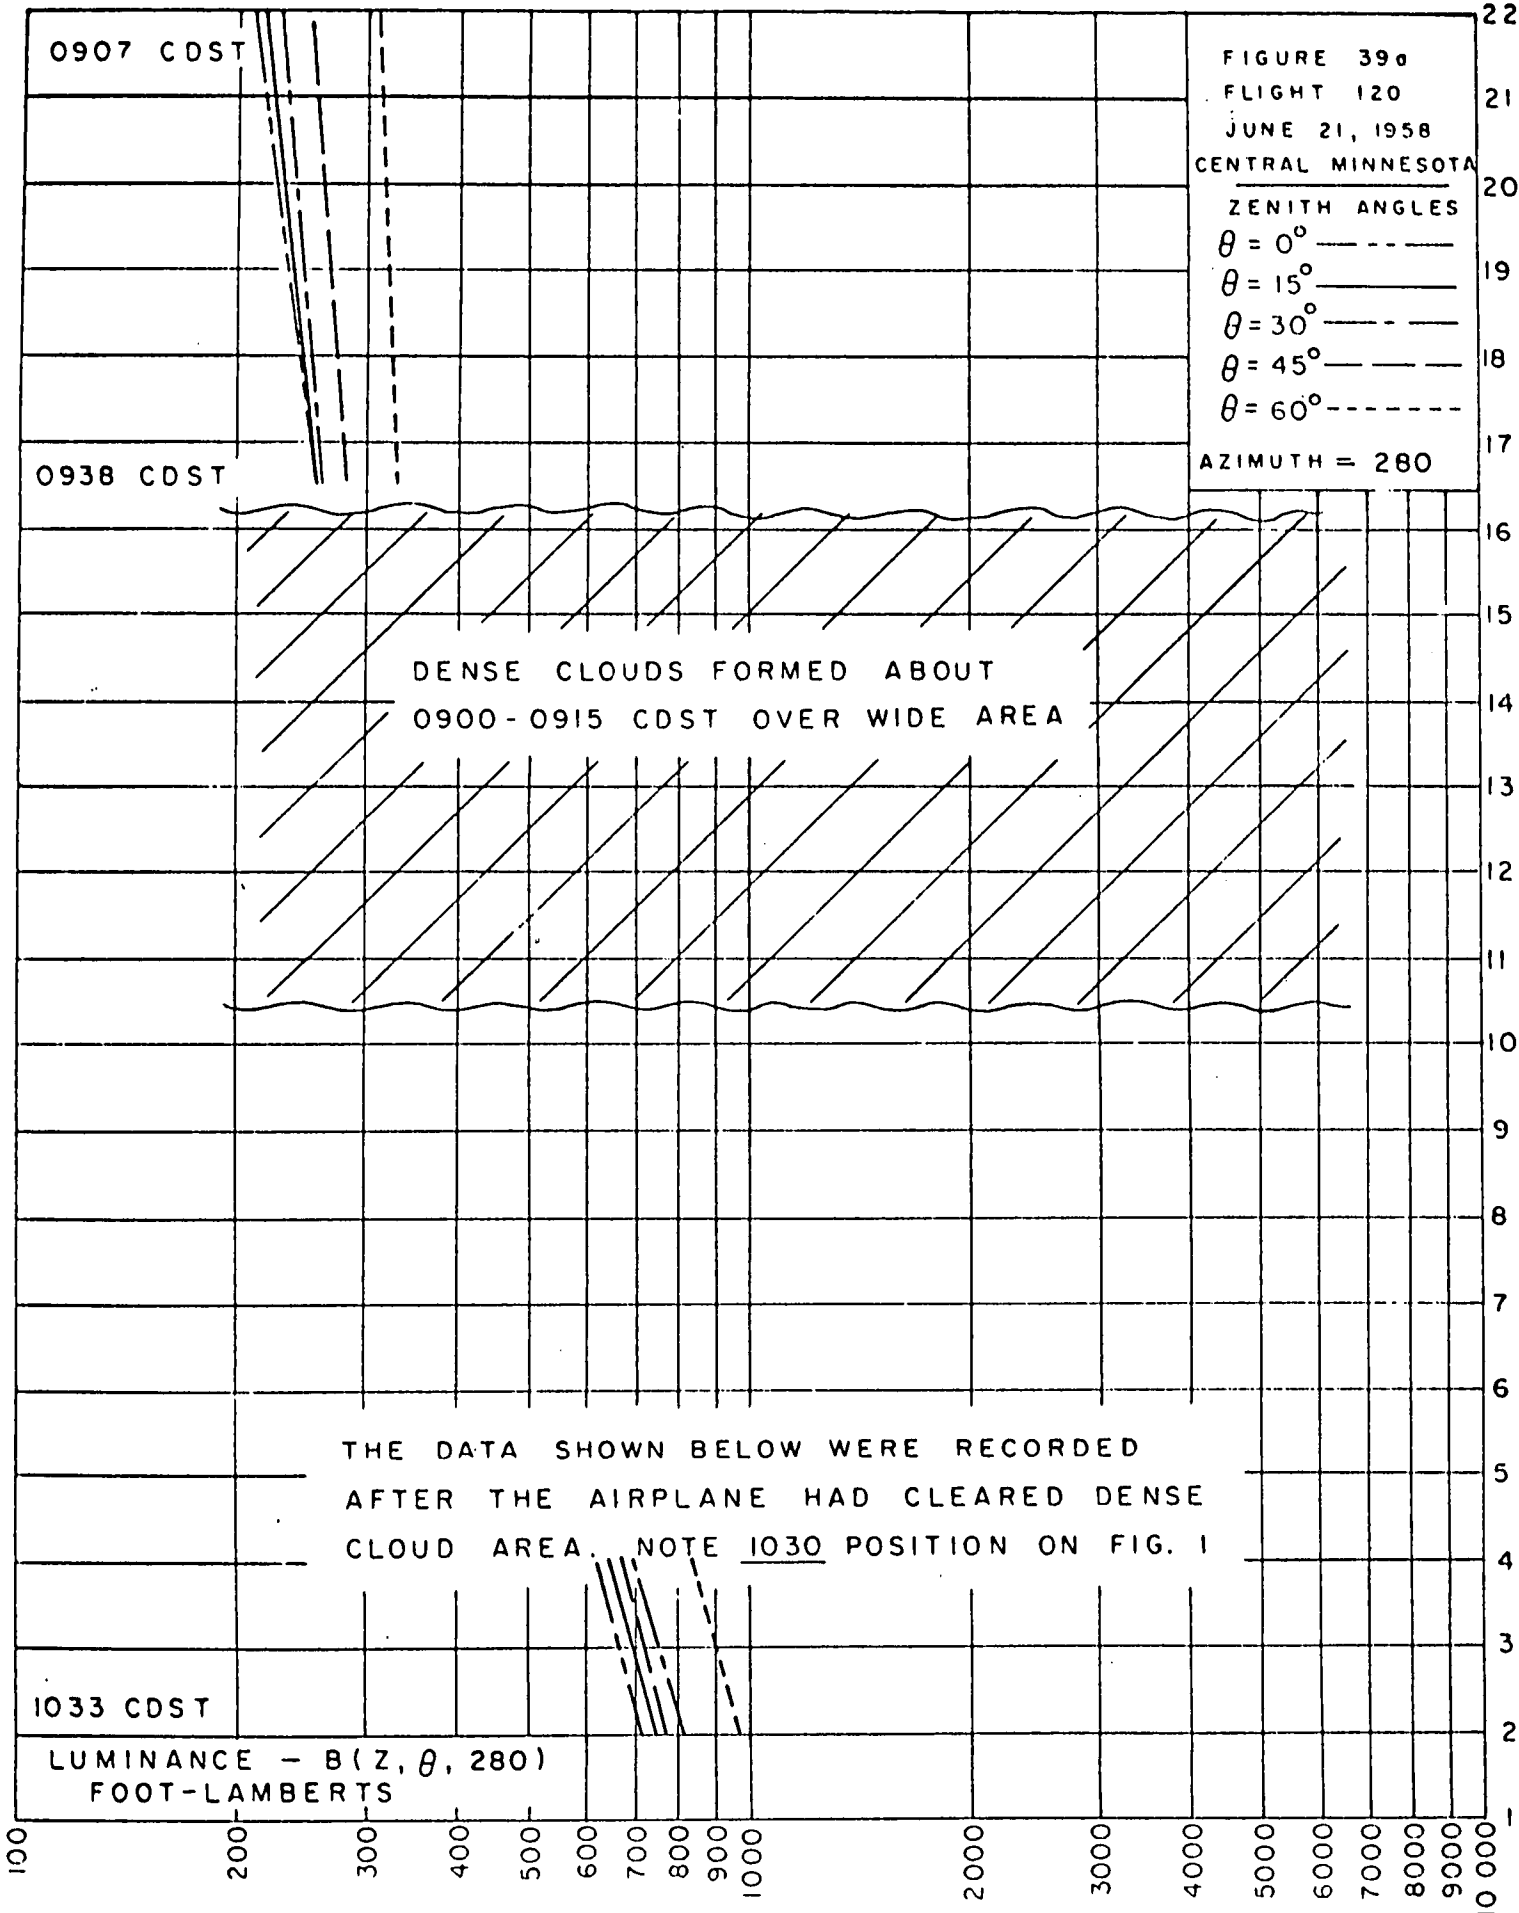 0907 CDST
FIGURE 39a
FLIGHT 120
JUNE 21, 1958
CENTRAL MINNESOTA
ZENITH ANGLES
θ = 0°
θ = 15°
θ = 30°
θ = 45°
θ = 60°
AZIMUTH = 280
0938 CDST
DENSE CLOUDS FORMED ABOUT
0900-0915 CDST OVER WIDE AREA
THE DATA SHOWN BELOW WERE RECORDED
AFTER THE AIRPLANE HAD CLEARED DENSE
CLOUD AREA. NOTE 1030 POSITION ON FIG. 1
1033 CDST
LUMINANCE - B(Z, θ, 280)
FOOT-LAMBERTS
22
21
20
19
18
17
16
15
14
13
12
11
10
9
8
7
6
5
4
3
2
1
100
200
300
400
500
600
700
800
900
1000
2000
3000
4000
5000
6000
7000
8000
9000
10 000